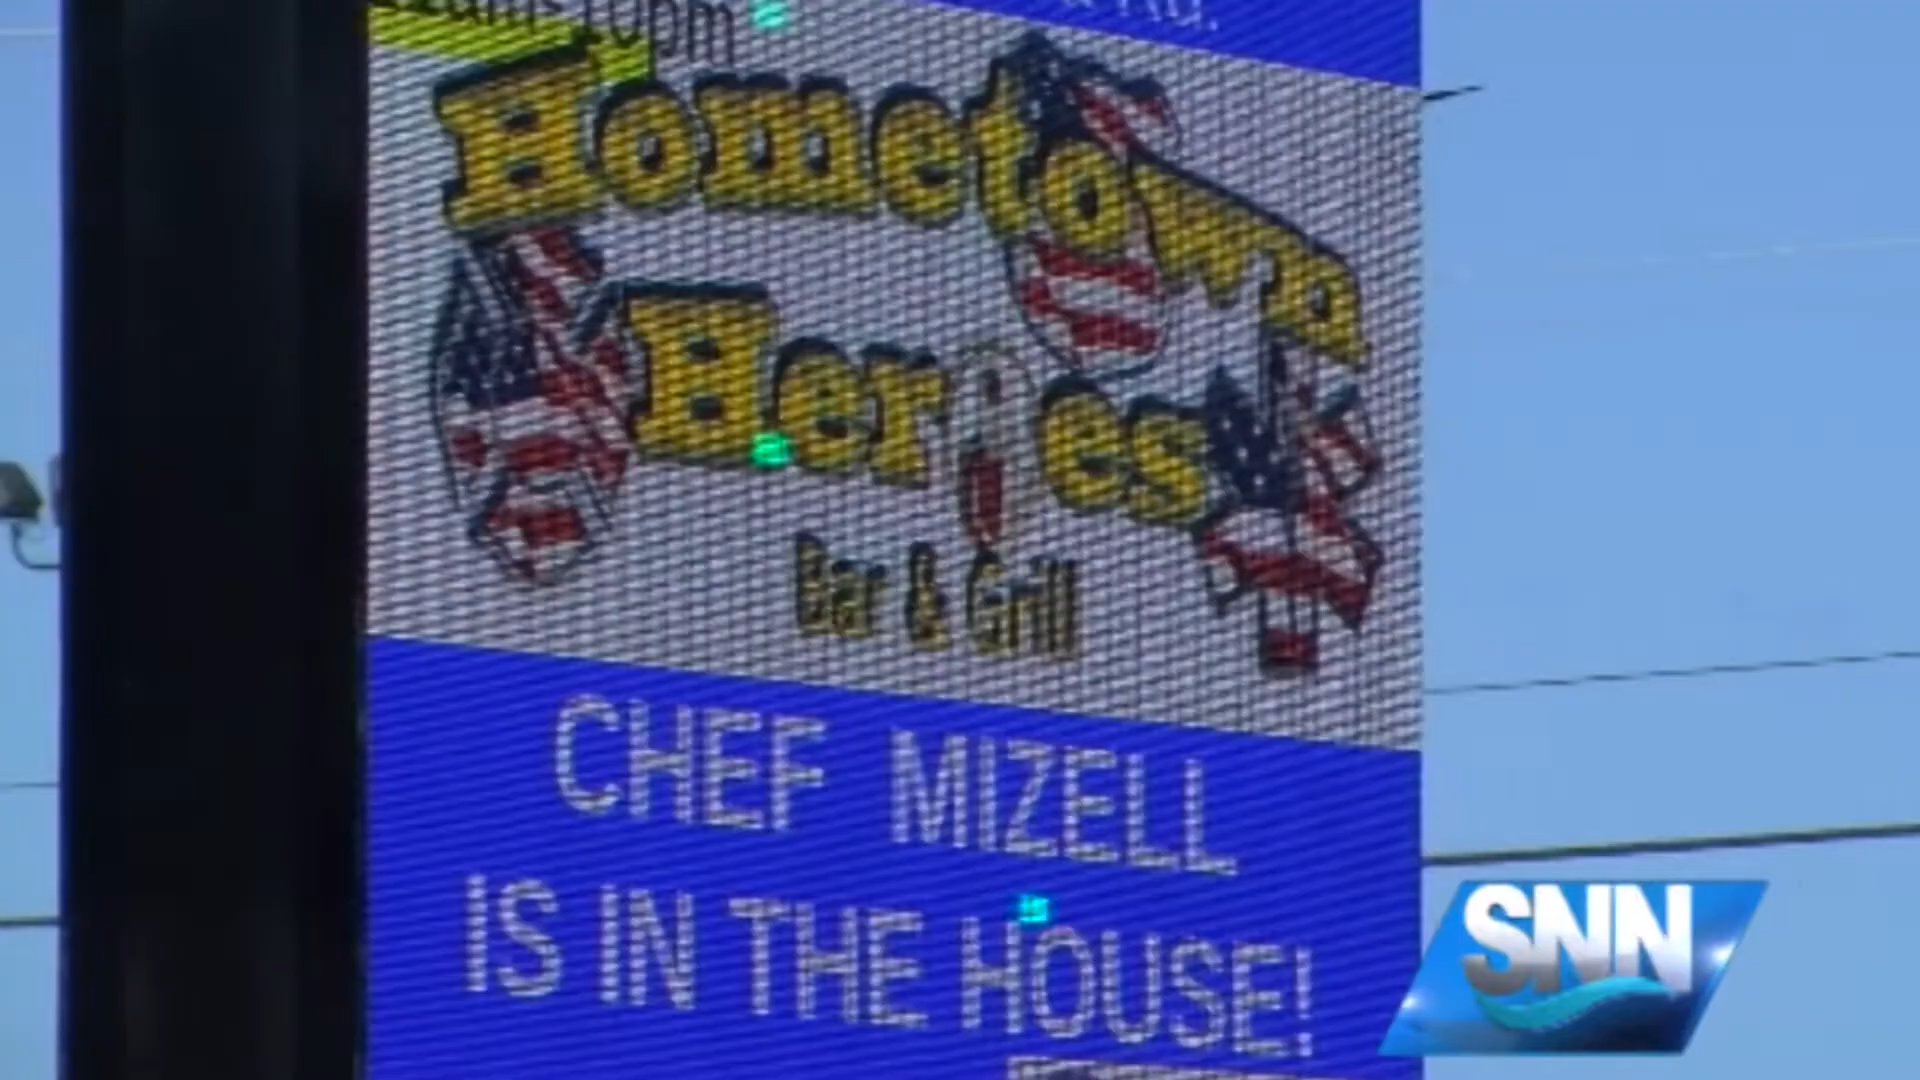 Hometown
Heroes
Bar & Grill
CHEF MIZELL
IS IN THE HOUSE!
SNN